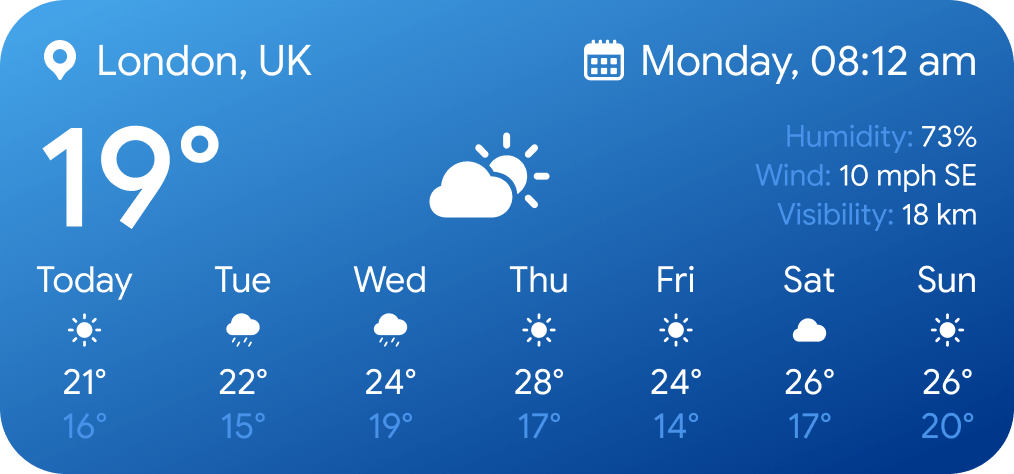 London, UK
Monday, 08:12 am
19°
Humidity: 73%
Wind: 10 mph SE
Visibility: 18 km
Today Tue Wed Thu Fri Sat Sun
21° 22° 24° 28° 24° 26° 26°
16° 15° 19° 17° 14° 17° 20°